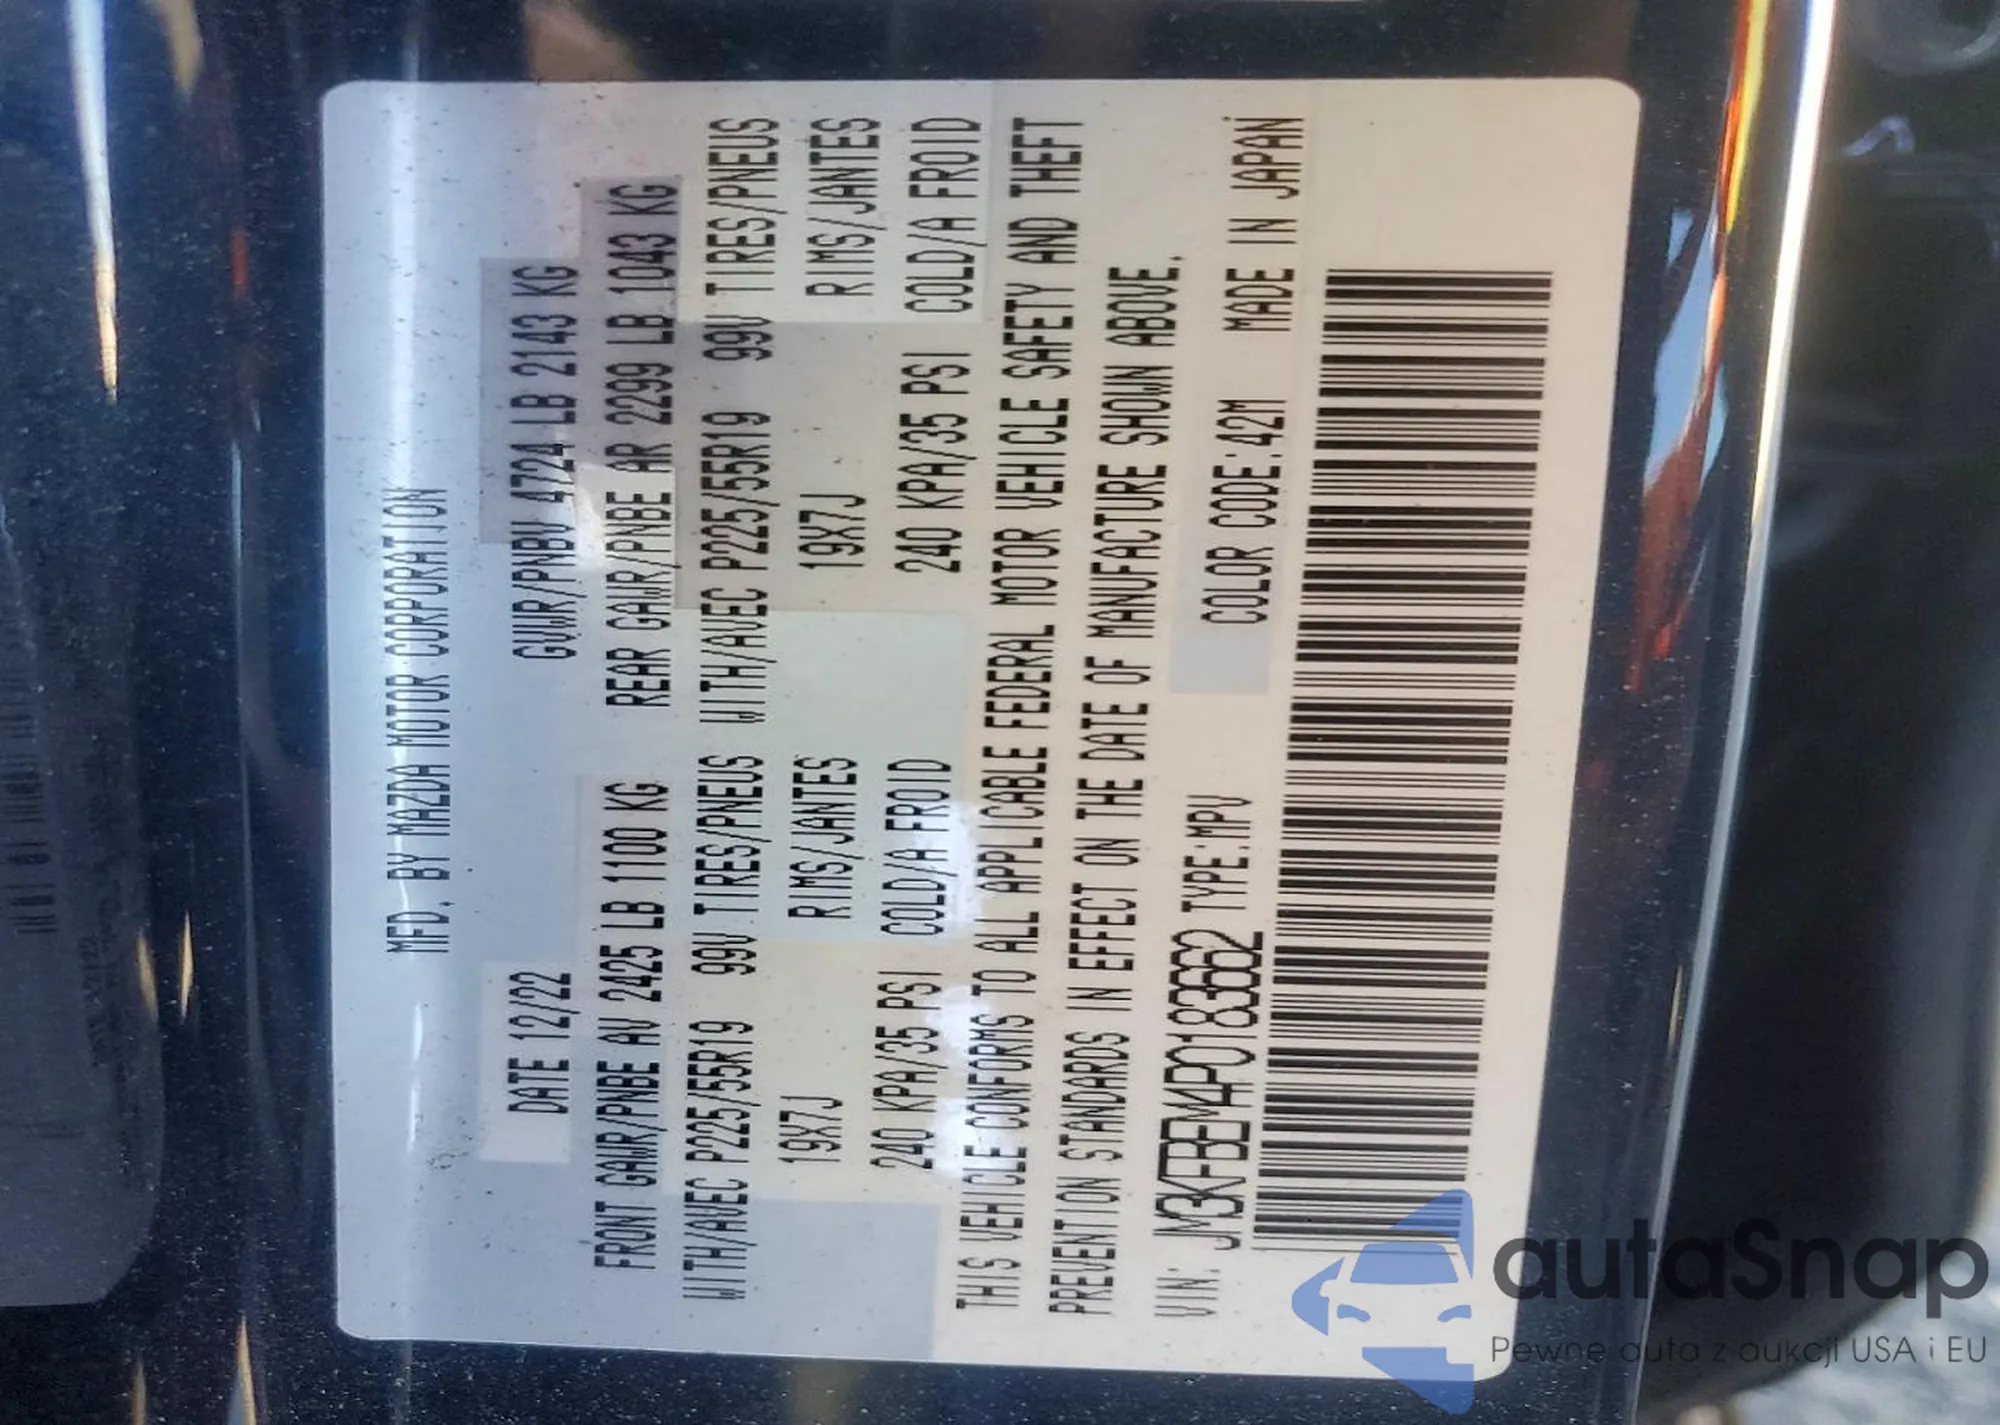 MFD. BY MAZDA MOTOR CORPORATION
DATE 12/22 GVWR/PNBV 4724 LB 2143 KG
FRONT GAWR/PNBE AV 2425 LB 1100 KG REAR GAWR/PNBE AR 2299 LB 1043 KG
WITH/AVEC P225/55R19 99V TIRES/PNEUS WITH/AVEC P225/55R19 99V TIRES/PNEUS
19X7J RIMS/JANTES 19X7J RIMS/JANTES
240 KPA/35 PSI COLD/A FROID 240 KPA/35 PSI COLD/A FROID
THIS VEHICLE CONFORMS TO ALL APPLICABLE FEDERAL MOTOR VEHICLE SAFETY AND THEFT
PREVENTION STANDARDS IN EFFECT ON THE DATE OF MANUFACTURE SHOWN ABOVE.
VIN: JM3KFBEM4P0183662 TYPE:MPV COLOR CODE:42M MADE IN JAPAN
autaSnap
Pewne auta z aukcji USA i EU